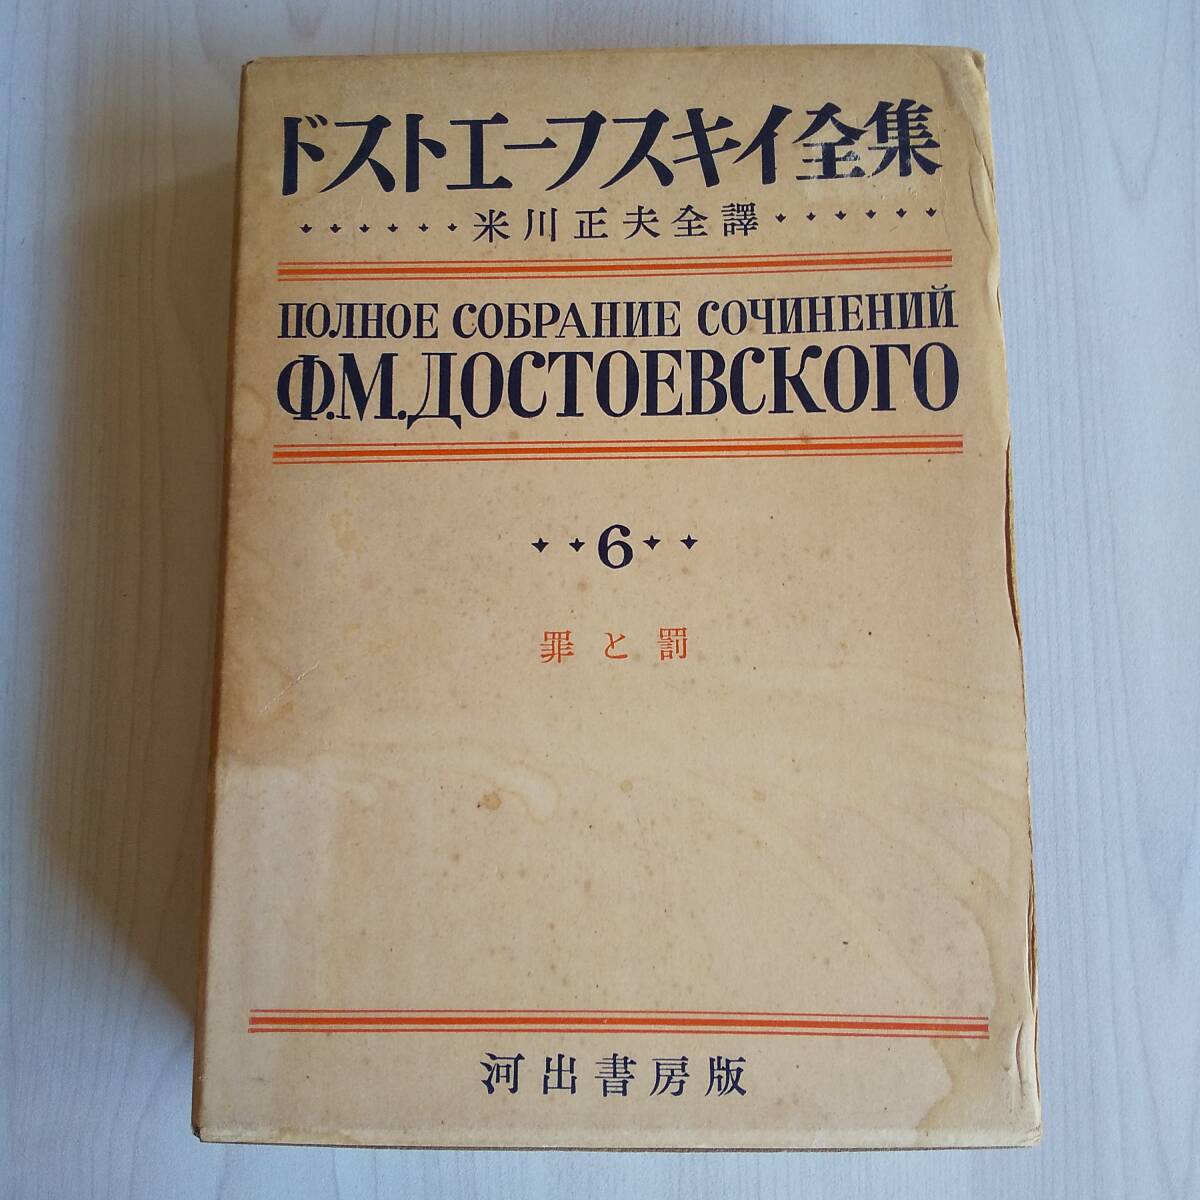 ドストエーフスキイ全集
米川正夫全譯
ПОЛНОЕ СОБРАНИЕ СОЧИНЕНИЙ
Ф.М.ДОСТОЕВСКОГО
6
罪と罰
河出書房版